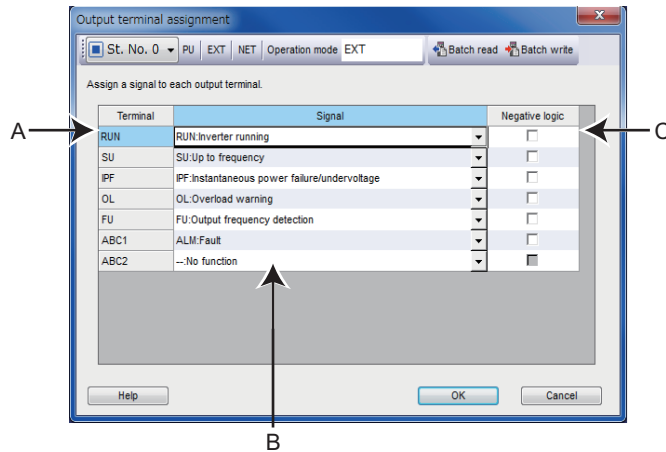 Output terminal assignment
St. No. 0 PU EXT NET Operation mode EXT Batch read Batch write
Assign a signal to each output terminal.
Terminal Signal Negative logic
A C
RUN RUN:Inverter running
SU SU:Up to frequency
IPF IPF:Instantaneous power failure/undervoltage
OL OL:Overload warning
FU FU:Output frequency detection
ABC1 ALM:Fault
ABC2 --:No function
Help OK Cancel
B